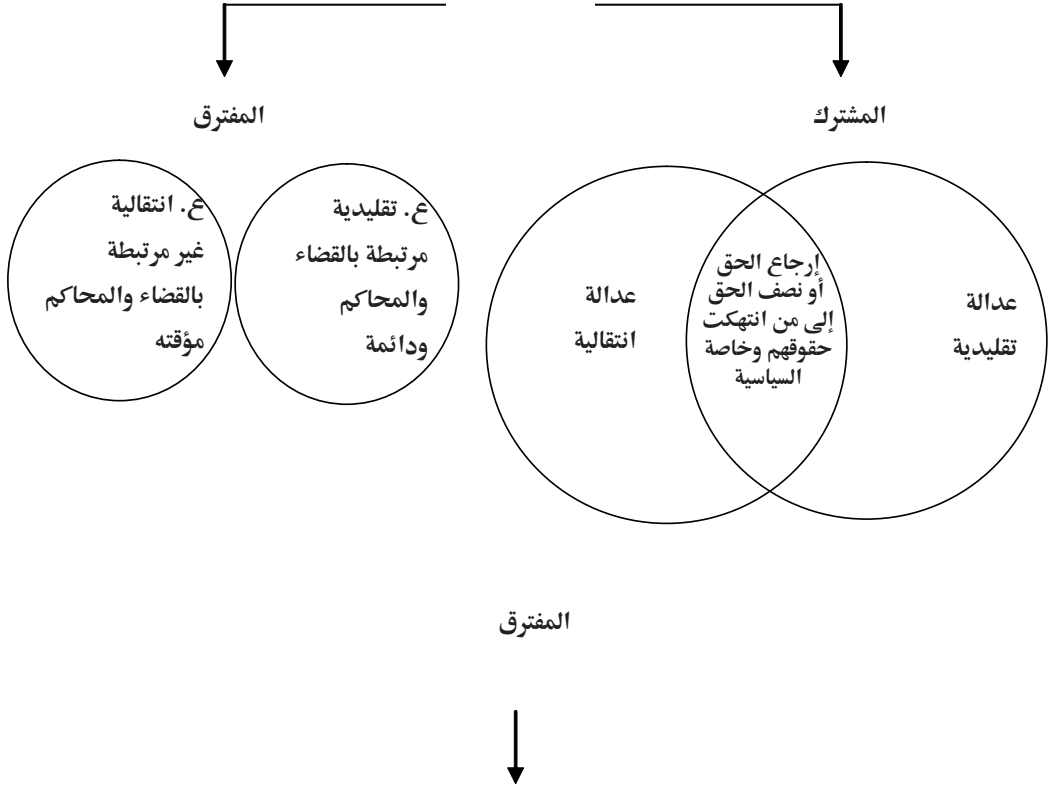 المشترك
المفترق
عدالة
تقليدية
إرجاع الحق
أو نصف الحق
إلى من انتهكت
حقوقهم وخاصة
السياسية
عدالة
انتقالية
ع. تقليدية
مرتبطة بالقضاء
والمحاكم
ودائمة
ع. انتقالية
غير مرتبطة
بالقضاء والمحاكم
مؤقته
المفترق